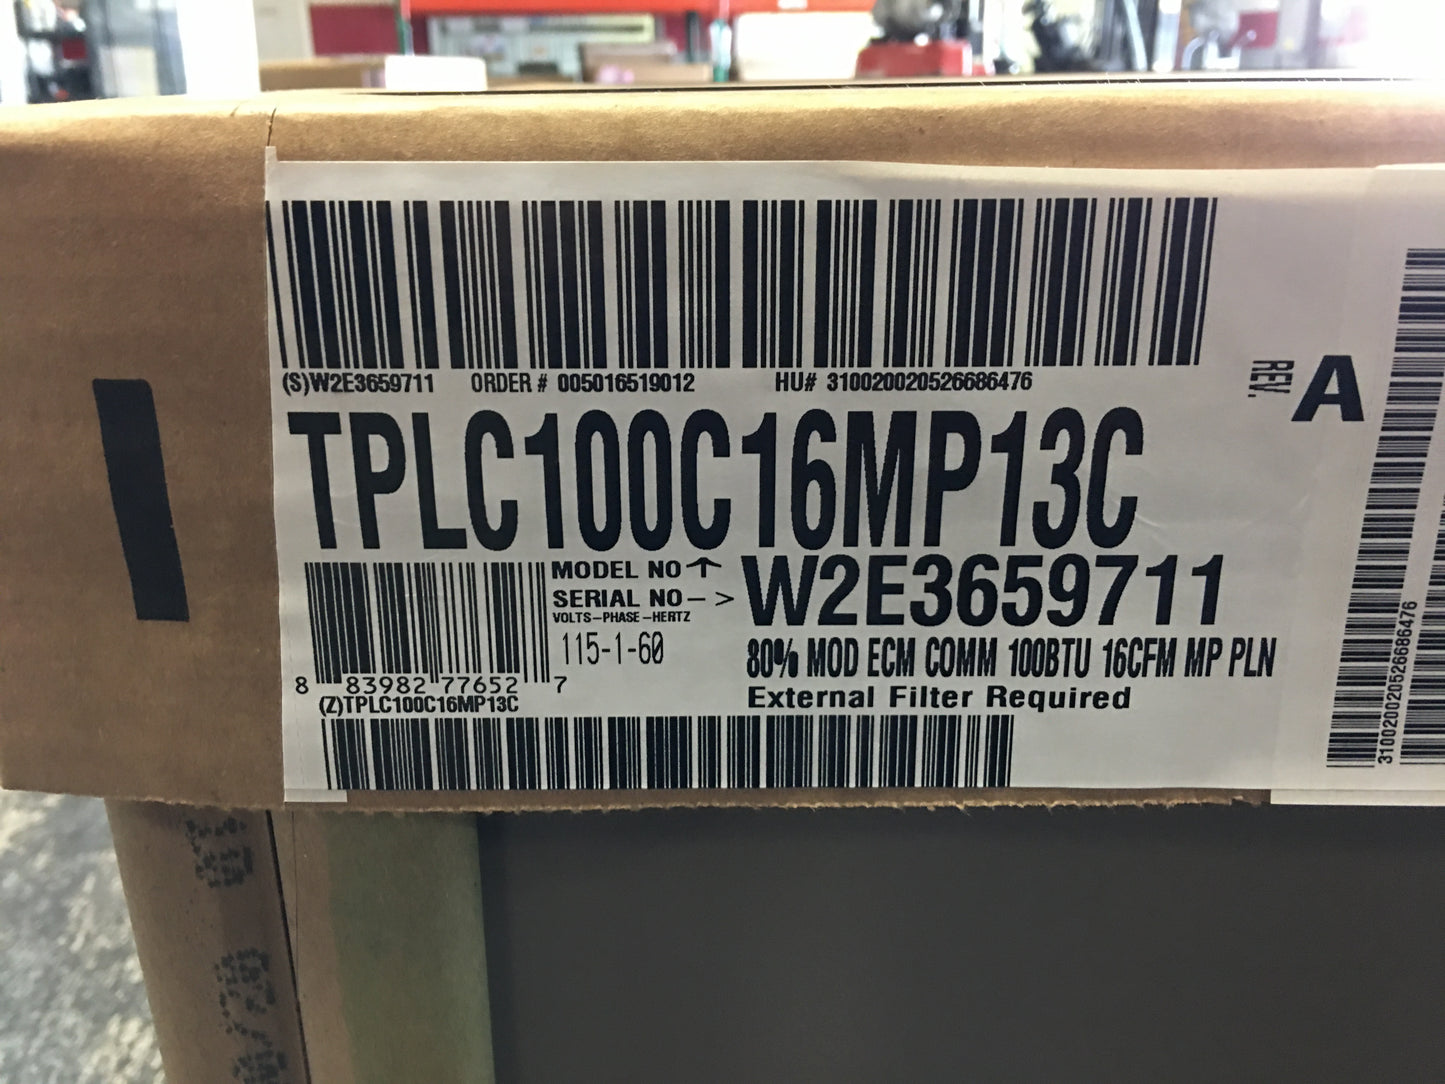 (S)W2E3659711 ORDER # 005016519012 HU# 310020020526686476
REV. A
TPLC100C16MP13C
MODEL NO ↑
SERIAL NO --> W2E3659711
VOLTS-PHASE-HERTZ
115-1-60
80% MOD ECM COMM 100BTU 16CFM MP PLN
External Filter Required
8 83982 77652 7
(Z)TPLC100C16MP13C
310020020526686476